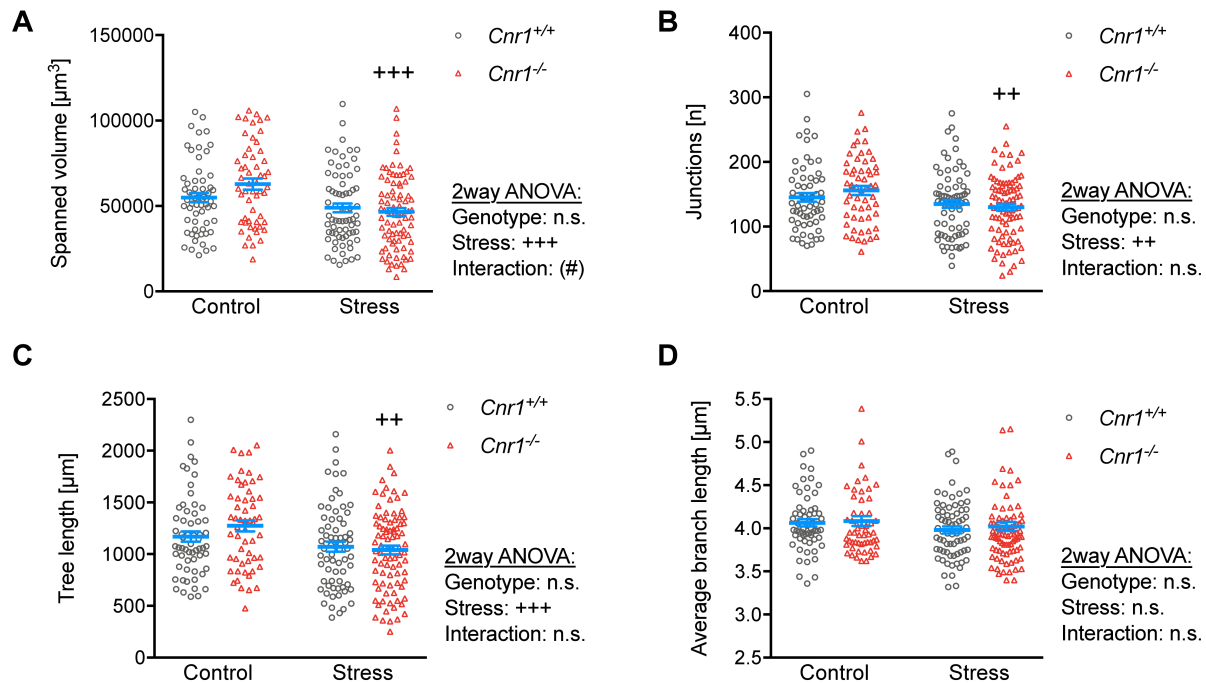 A
Spanned volume [µm³]
150000
100000
50000
0
Control
Stress
Cnr1+/+
Cnr1-/-
+++
2way ANOVA:
Genotype: n.s.
Stress: +++
Interaction: (#)
B
Junctions [n]
400
300
200
100
0
Control
Stress
Cnr1+/+
Cnr1-/-
++
2way ANOVA:
Genotype: n.s.
Stress: ++
Interaction: n.s.
C
Tree length [µm]
2500
2000
1500
1000
500
0
Control
Stress
Cnr1+/+
Cnr1-/-
++
2way ANOVA:
Genotype: n.s.
Stress: +++
Interaction: n.s.
D
Average branch length [µm]
5.5
5.0
4.5
4.0
3.5
3.0
2.5
Control
Stress
Cnr1+/+
Cnr1-/-
2way ANOVA:
Genotype: n.s.
Stress: n.s.
Interaction: n.s.